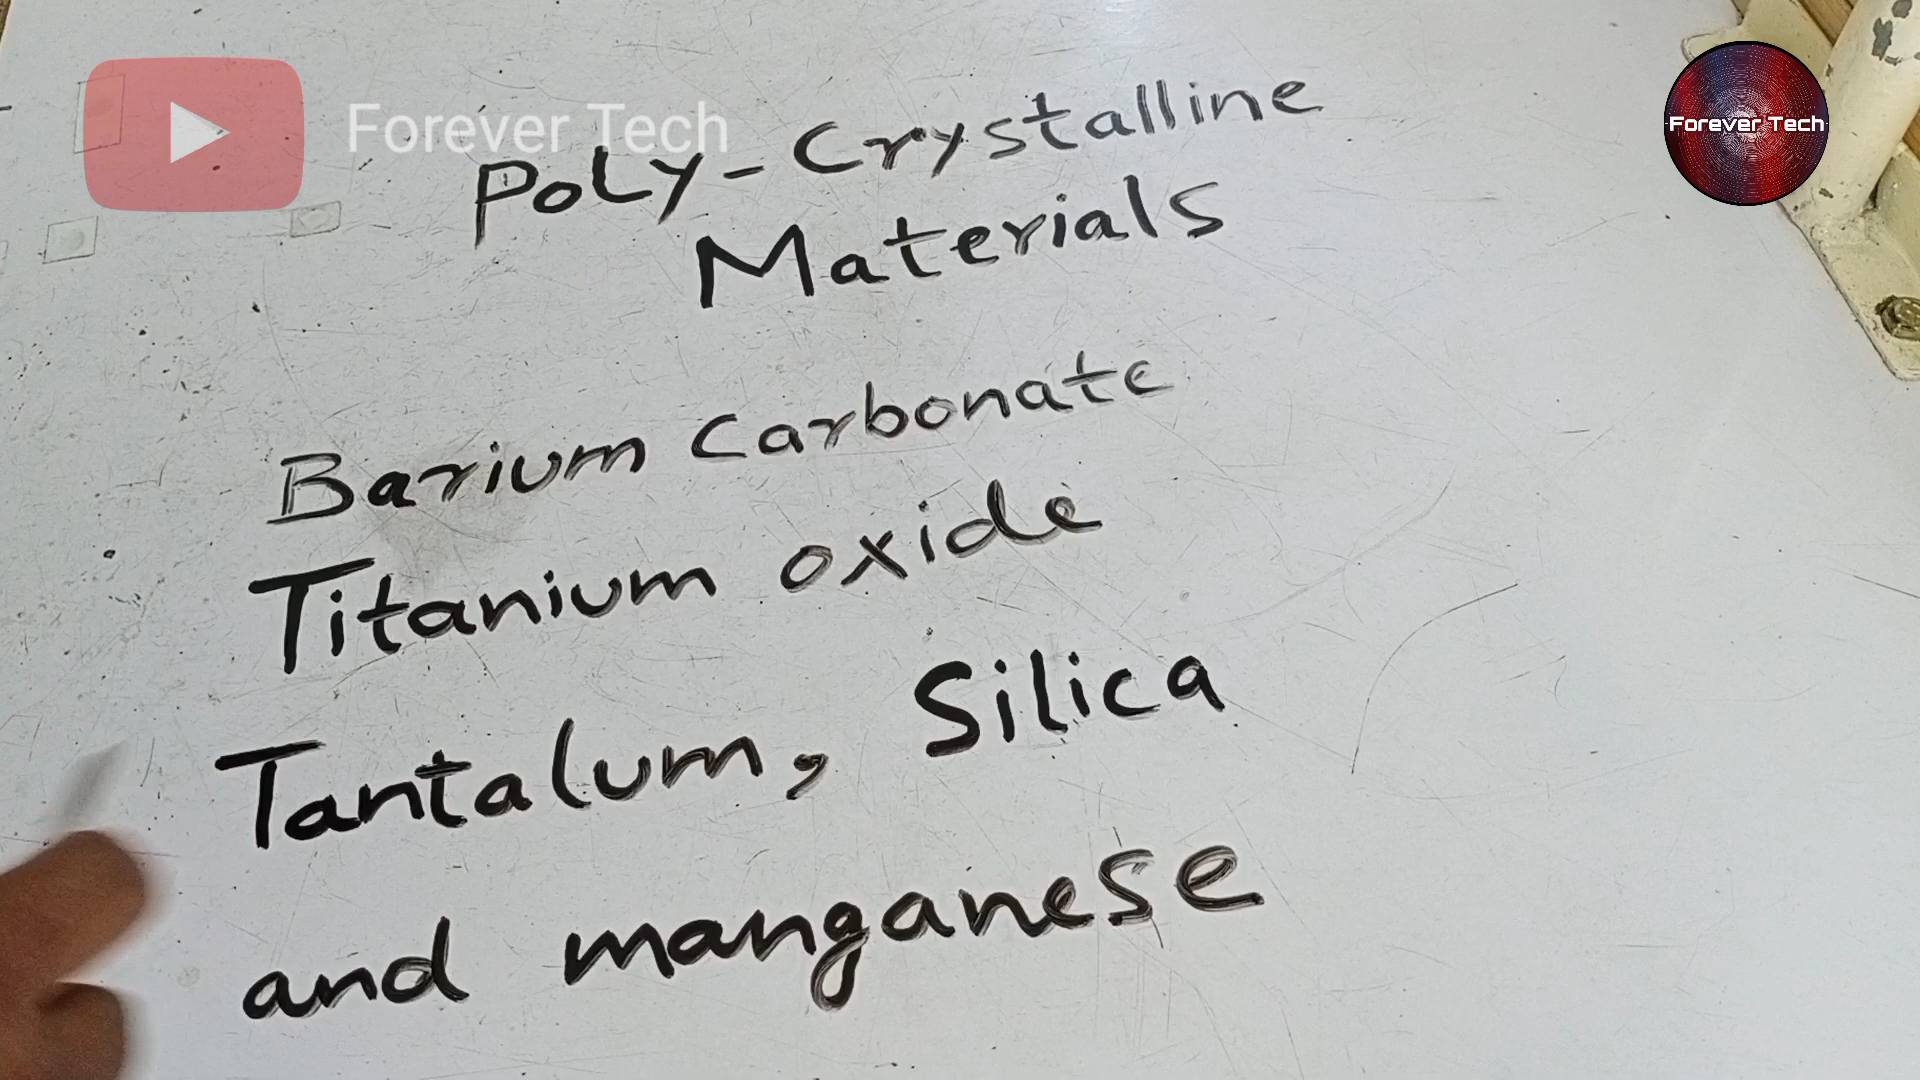 Forever Tech
Forever Tech
Poly-Crystalline
Materials
Barium Carbonate
Titanium oxide
Tantalum, Silica
and manganese